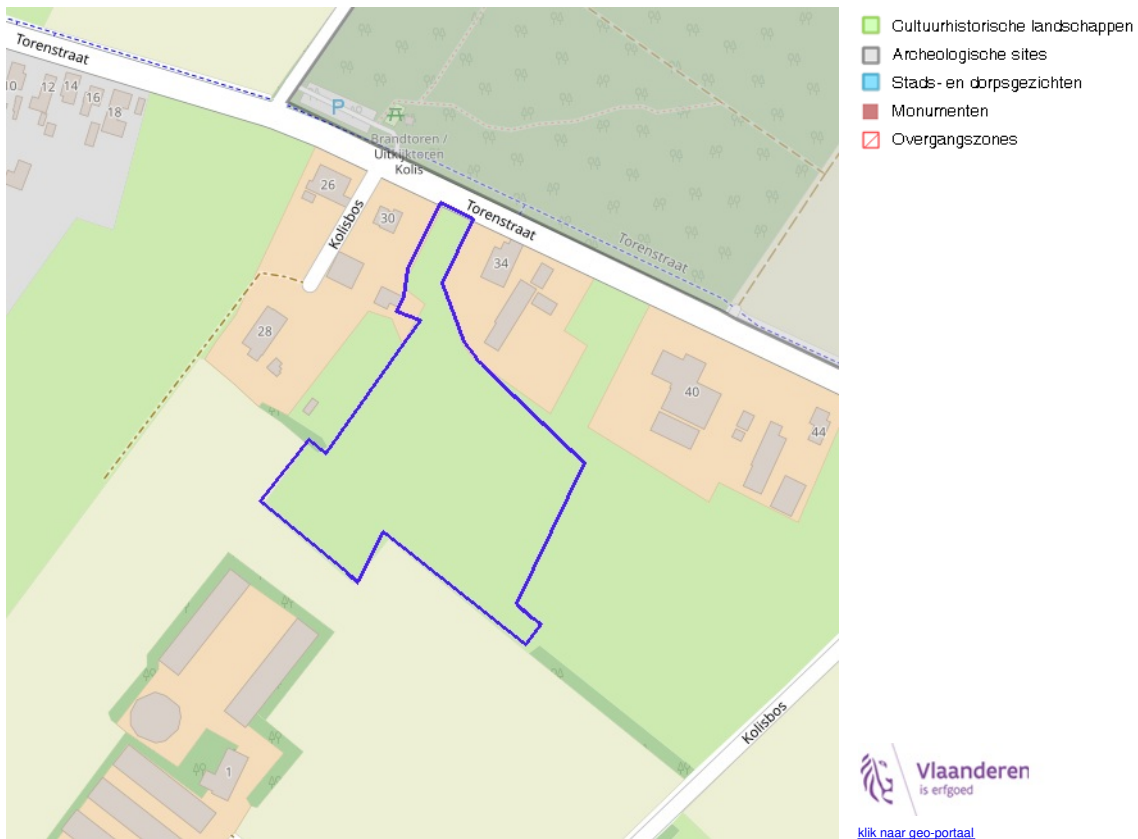 Torenstraat
10
12
14
16
18
P
Brandtoren /
Uitkijktoren
Kolis
26
30
Kolisbos
Torenstraat
34
Torenstraat
28
40
44
Kolisbos
1
Cultuurhistorische landschappen
Archeologische sites
Stads- en dorpsgezichten
Monumenten
Overgangszones
Vlaanderen
is erfgoed
klik naar geo-portaal